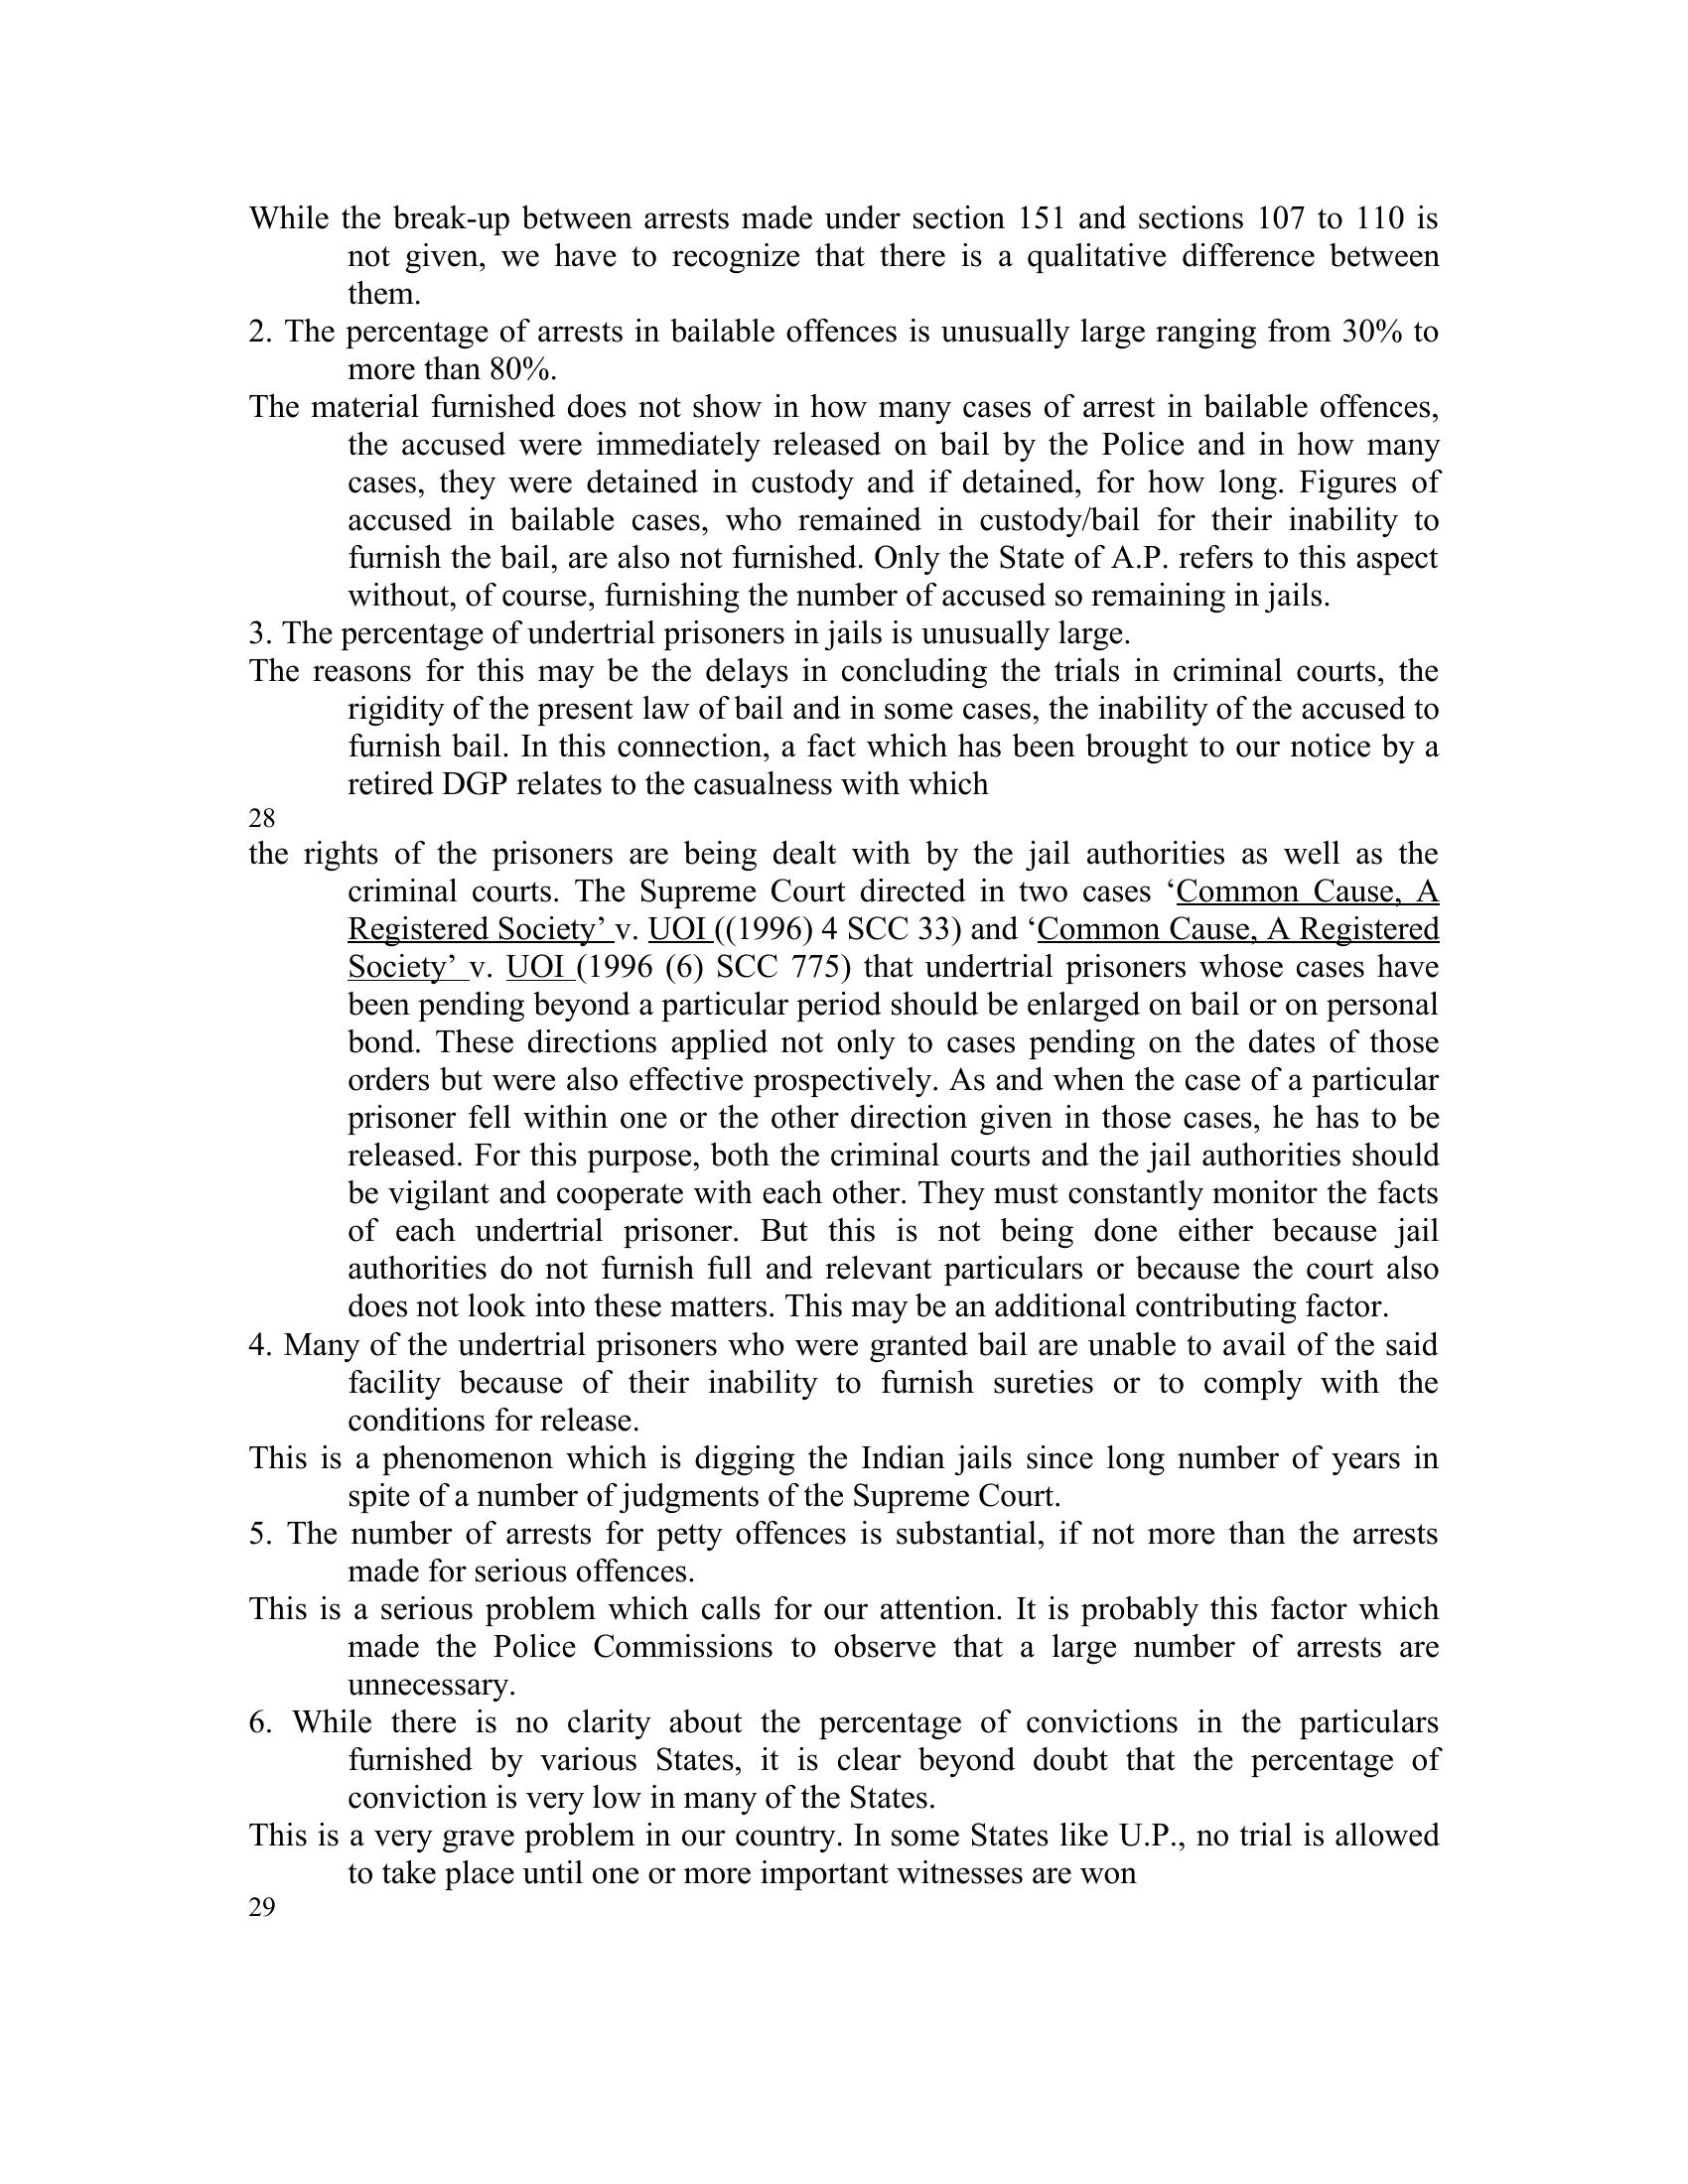 While the break-up between arrests made under section 151 and sections 107 to 110 is
not given, we have to recognize that there is a qualitative difference between
them.
2. The percentage of arrests in bailable offences is unusually large ranging from 30% to
more than 80%.
The material furnished does not show in how many cases of arrest in bailable offences,
the accused were immediately released on bail by the Police and in how many
cases, they were detained in custody and if detained, for how long. Figures of
accused in bailable cases, who remained in custody/bail for their inability to
furnish the bail, are also not furnished. Only the State of A.P. refers to this aspect
without, of course, furnishing the number of accused so remaining in jails.
3. The percentage of undertrial prisoners in jails is unusually large.
The reasons for this may be the delays in concluding the trials in criminal courts, the
rigidity of the present law of bail and in some cases, the inability of the accused to
furnish bail. In this connection, a fact which has been brought to our notice by a
retired DGP relates to the casualness with which
28
the rights of the prisoners are being dealt with by the jail authorities as well as the
criminal courts. The Supreme Court directed in two cases ‘Common Cause, A
Registered Society’ v. UOI ((1996) 4 SCC 33) and ‘Common Cause, A Registered
Society’ v. UOI (1996 (6) SCC 775) that undertrial prisoners whose cases have
been pending beyond a particular period should be enlarged on bail or on personal
bond. These directions applied not only to cases pending on the dates of those
orders but were also effective prospectively. As and when the case of a particular
prisoner fell within one or the other direction given in those cases, he has to be
released. For this purpose, both the criminal courts and the jail authorities should
be vigilant and cooperate with each other. They must constantly monitor the facts
of each undertrial prisoner. But this is not being done either because jail
authorities do not furnish full and relevant particulars or because the court also
does not look into these matters. This may be an additional contributing factor.
4. Many of the undertrial prisoners who were granted bail are unable to avail of the said
facility because of their inability to furnish sureties or to comply with the
conditions for release.
This is a phenomenon which is digging the Indian jails since long number of years in
spite of a number of judgments of the Supreme Court.
5. The number of arrests for petty offences is substantial, if not more than the arrests
made for serious offences.
This is a serious problem which calls for our attention. It is probably this factor which
made the Police Commissions to observe that a large number of arrests are
unnecessary.
6. While there is no clarity about the percentage of convictions in the particulars
furnished by various States, it is clear beyond doubt that the percentage of
conviction is very low in many of the States.
This is a very grave problem in our country. In some States like U.P., no trial is allowed
to take place until one or more important witnesses are won
29